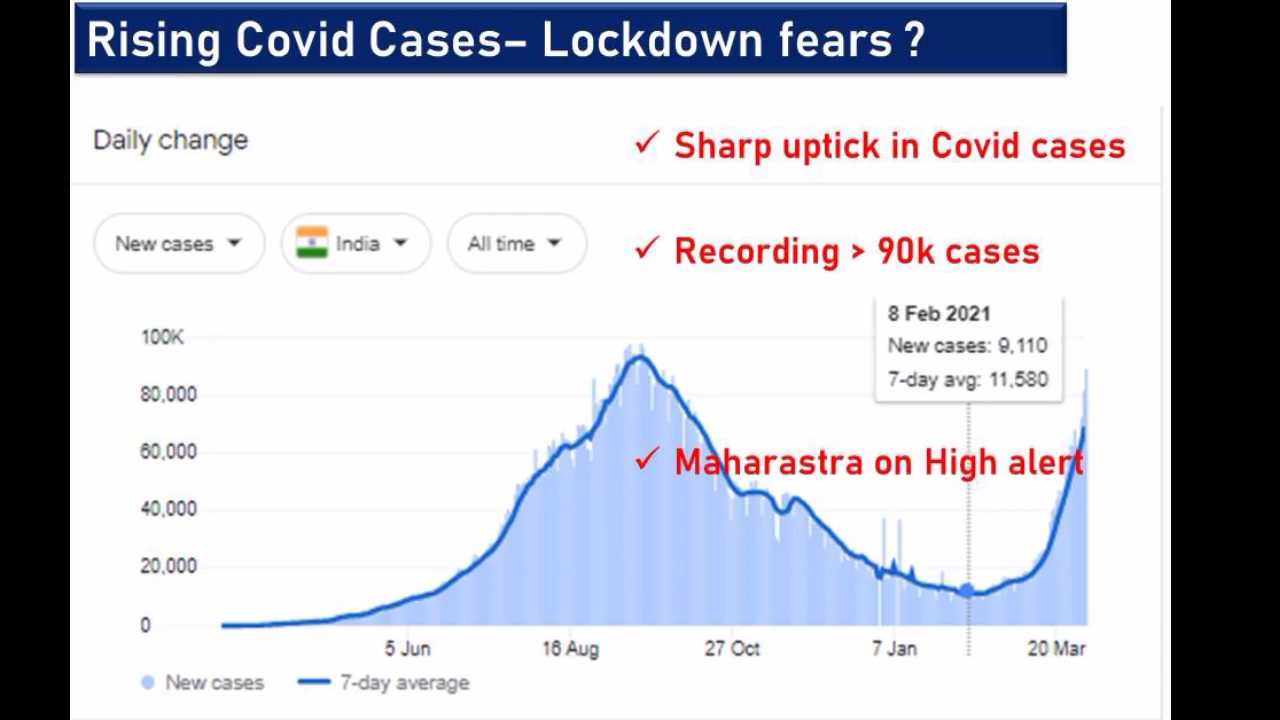 Rising Covid Cases– Lockdown fears ?
Daily change
✓ Sharp uptick in Covid cases
New cases
India
All time
✓ Recording > 90k cases
8 Feb 2021
New cases: 9,110
7-day avg: 11,580
100K
80,000
60,000
✓ Maharastra on High alert
40,000
20,000
0
5 Jun
16 Aug
27 Oct
7 Jan
20 Mar
New cases
7-day average